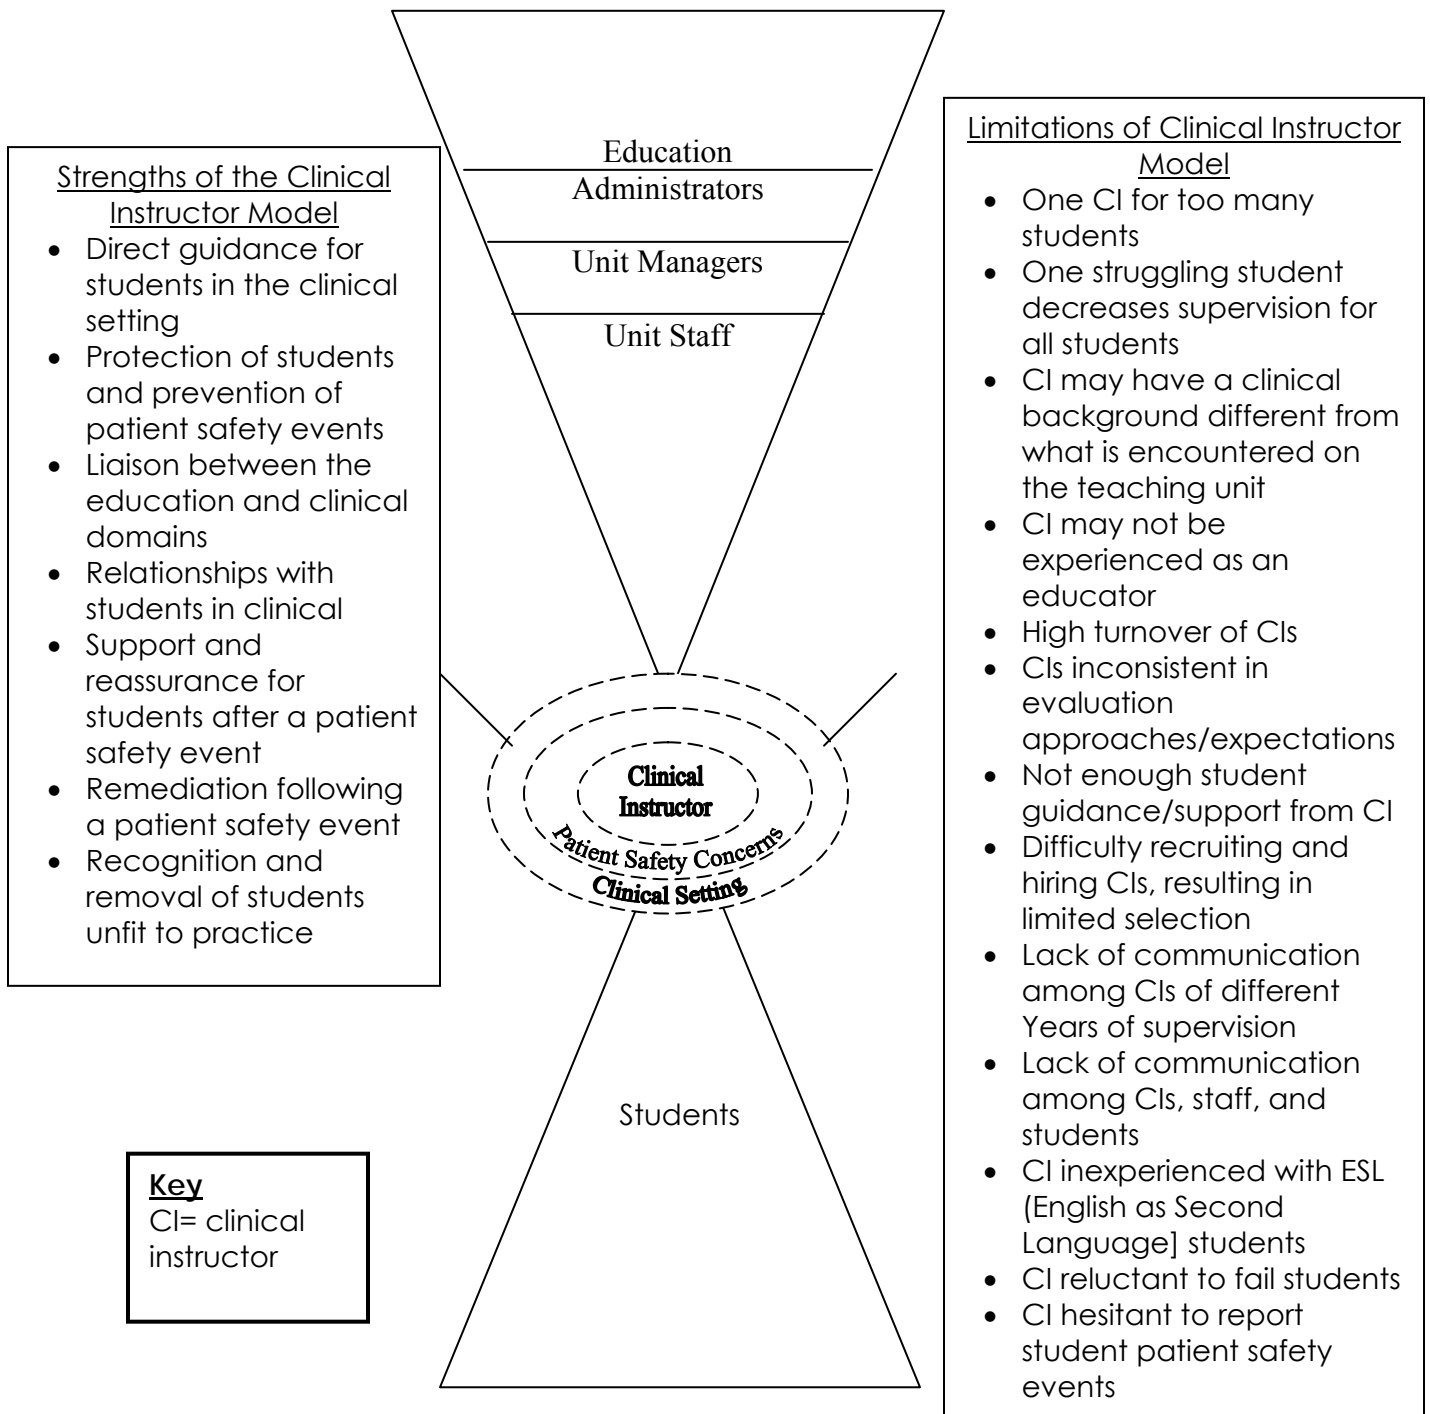 Education
Administrators
Unit Managers
Unit Staff
Strengths of the Clinical
Instructor Model
• Direct guidance for
students in the clinical
setting
• Protection of students
and prevention of
patient safety events
• Liaison between the
education and clinical
domains
• Relationships with
students in clinical
• Support and
reassurance for
students after a patient
safety event
• Remediation following
a patient safety event
• Recognition and
removal of students
unfit to practice
Limitations of Clinical Instructor
Model
• One CI for too many
students
• One struggling student
decreases supervision for
all students
• CI may have a clinical
background different from
what is encountered on
the teaching unit
• CI may not be
experienced as an
educator
• High turnover of CIs
• CIs inconsistent in
evaluation
approaches/expectations
• Not enough student
guidance/support from CI
• Difficulty recruiting and
hiring CIs, resulting in
limited selection
• Lack of communication
among CIs of different
Years of supervision
• Lack of communication
among CIs, staff, and
students
• CI inexperienced with ESL
(English as Second
Language] students
• CI reluctant to fail students
• CI hesitant to report
student patient safety
events
Clinical
Instructor
Patient Safety Concerns
Clinical Setting
Students
Key
CI= clinical
instructor